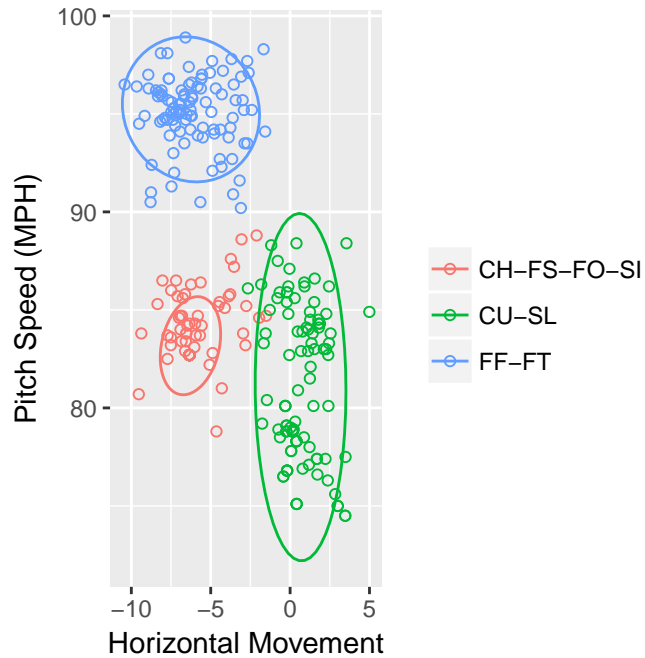 100
90
80
Pitch Speed (MPH)
−10 −5 0 5
Horizontal Movement
CH−FS−FO−SI
CU−SL
FF−FT